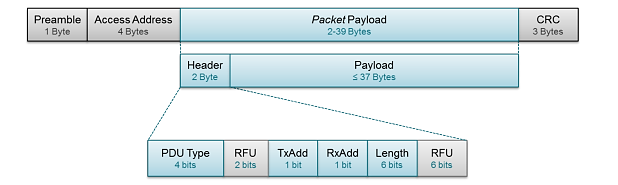 Preamble
1 Byte
Access Address
4 Bytes
Packet Payload
2-39 Bytes
CRC
3 Bytes
Header
2 Byte
Payload
≤ 37 Bytes
PDU Type
4 bits
RFU
2 bits
TxAdd
1 bit
RxAdd
1 bit
Length
6 bits
RFU
6 bits